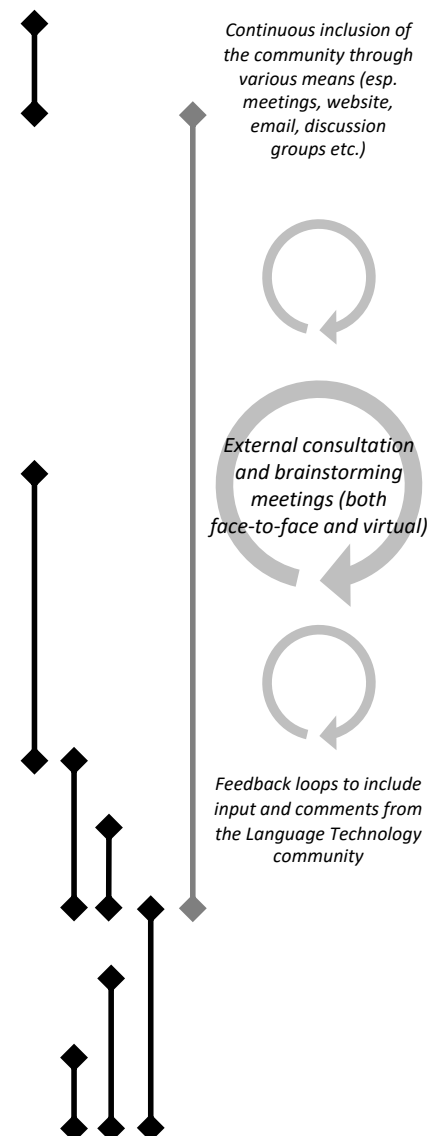 Continuous inclusion of
the community through
various means (esp.
meetings, website,
email, discussion
groups etc.)
External consultation
and brainstorming
meetings (both
face-to-face and virtual)
Feedback loops to include
input and comments from
the Language Technology
community